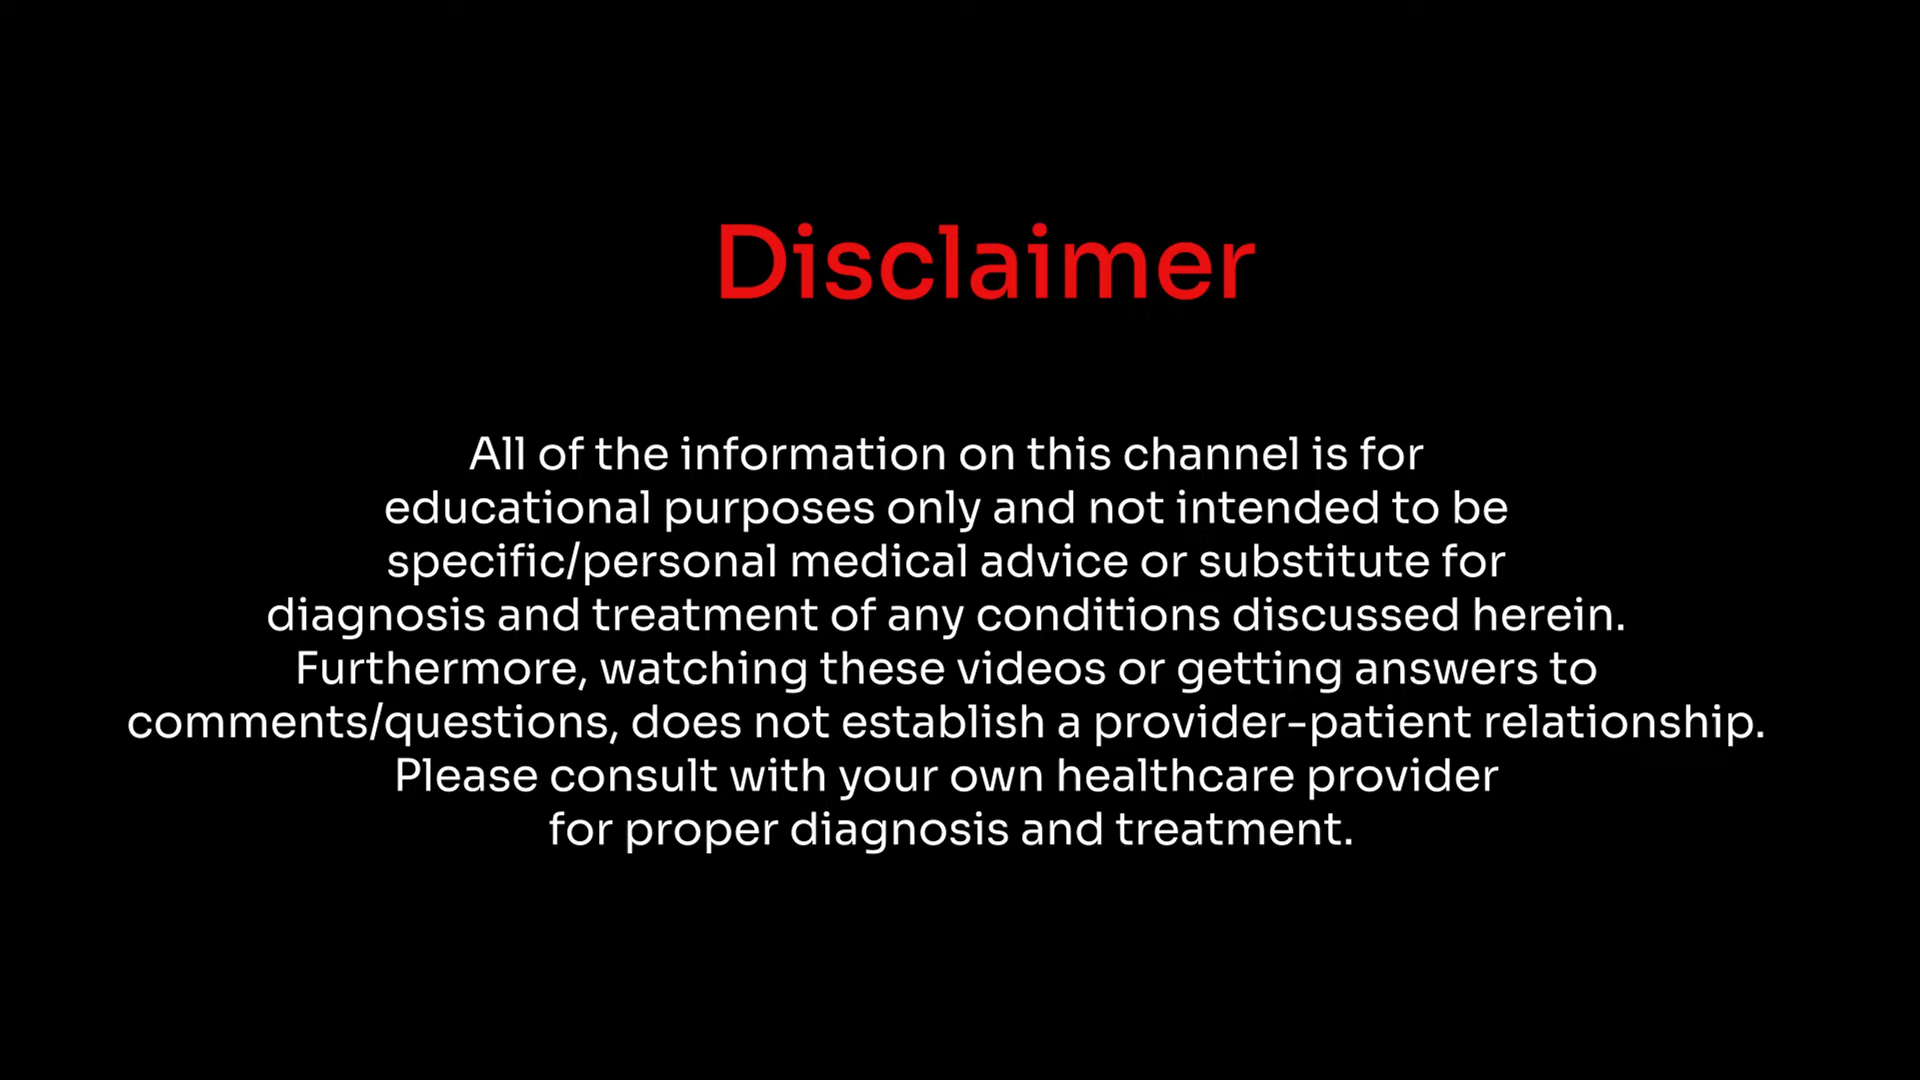 Disclaimer
All of the information on this channel is for
educational purposes only and not intended to be
specific/personal medical advice or substitute for
diagnosis and treatment of any conditions discussed herein.
Furthermore, watching these videos or getting answers to
comments/questions, does not establish a provider-patient relationship.
Please consult with your own healthcare provider
for proper diagnosis and treatment.